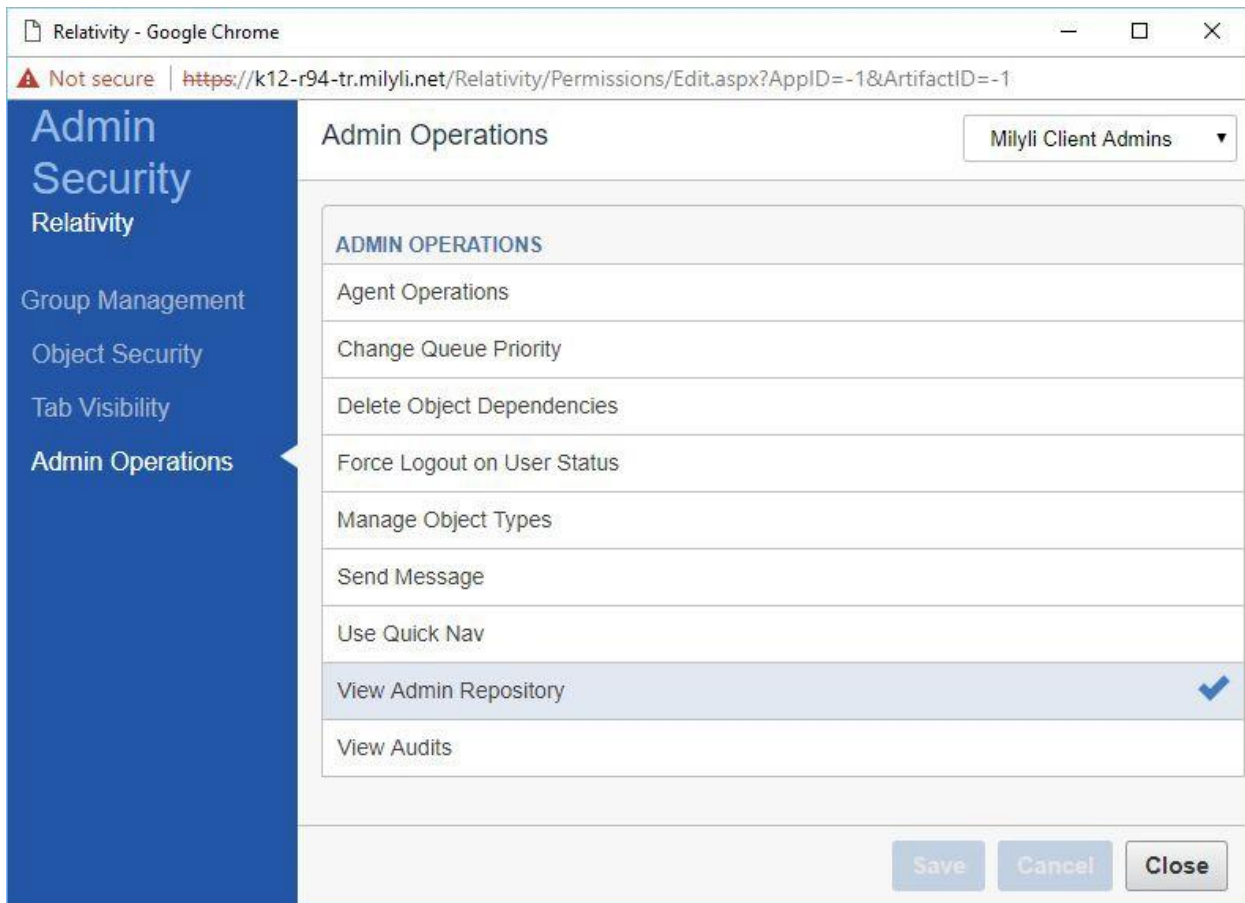 Relativity - Google Chrome
Not secure | https://k12-r94-tr.milyli.net/Relativity/Permissions/Edit.aspx?AppID=-1&ArtifactID=-1
Admin
Security
Relativity
Group Management
Object Security
Tab Visibility
Admin Operations
Admin Operations
Milyli Client Admins
ADMIN OPERATIONS
Agent Operations
Change Queue Priority
Delete Object Dependencies
Force Logout on User Status
Manage Object Types
Send Message
Use Quick Nav
View Admin Repository
View Audits
Save Cancel Close